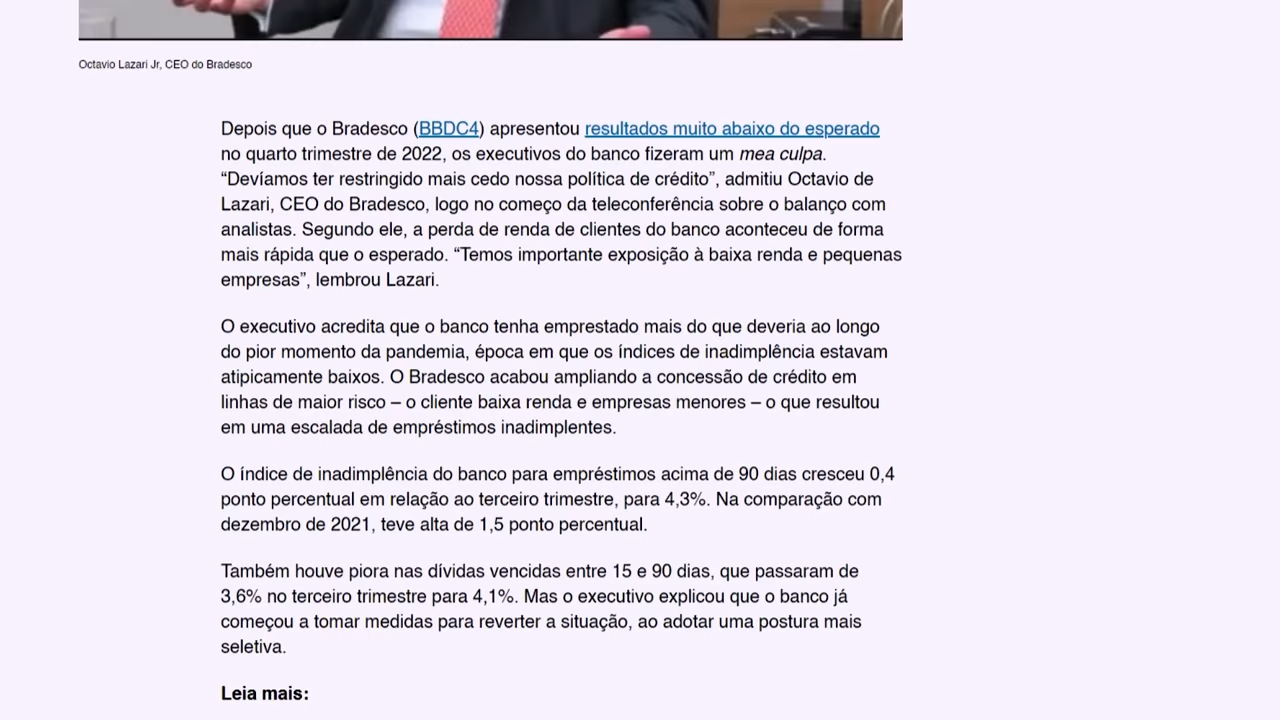 Octavio Lazari Jr, CEO do Bradesco
Depois que o Bradesco (BBDC4) apresentou resultados muito abaixo do esperado
no quarto trimestre de 2022, os executivos do banco fizeram um mea culpa.
“Devíamos ter restringido mais cedo nossa política de crédito”, admitiu Octavio de
Lazari, CEO do Bradesco, logo no começo da teleconferência sobre o balanço com
analistas. Segundo ele, a perda de renda de clientes do banco aconteceu de forma
mais rápida que o esperado. “Temos importante exposição à baixa renda e pequenas
empresas”, lembrou Lazari.
O executivo acredita que o banco tenha emprestado mais do que deveria ao longo
do pior momento da pandemia, época em que os índices de inadimplência estavam
atipicamente baixos. O Bradesco acabou ampliando a concessão de crédito em
linhas de maior risco – o cliente baixa renda e empresas menores – o que resultou
em uma escalada de empréstimos inadimplentes.
O índice de inadimplência do banco para empréstimos acima de 90 dias cresceu 0,4
ponto percentual em relação ao terceiro trimestre, para 4,3%. Na comparação com
dezembro de 2021, teve alta de 1,5 ponto percentual.
Também houve piora nas dívidas vencidas entre 15 e 90 dias, que passaram de
3,6% no terceiro trimestre para 4,1%. Mas o executivo explicou que o banco já
começou a tomar medidas para reverter a situação, ao adotar uma postura mais
seletiva.
Leia mais: